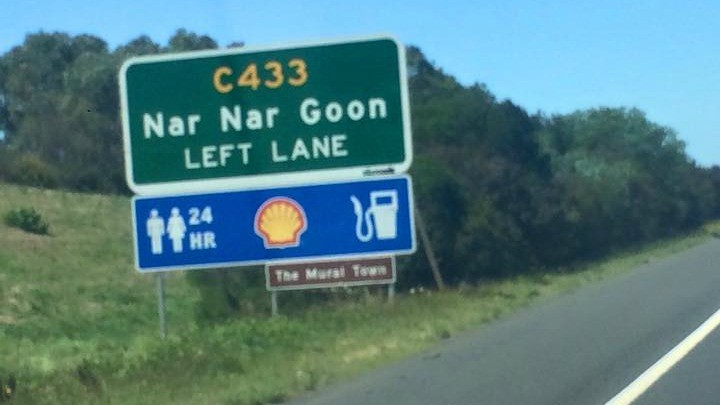 C433
Nar Nar Goon
LEFT LANE
24
HR
The Mural Town